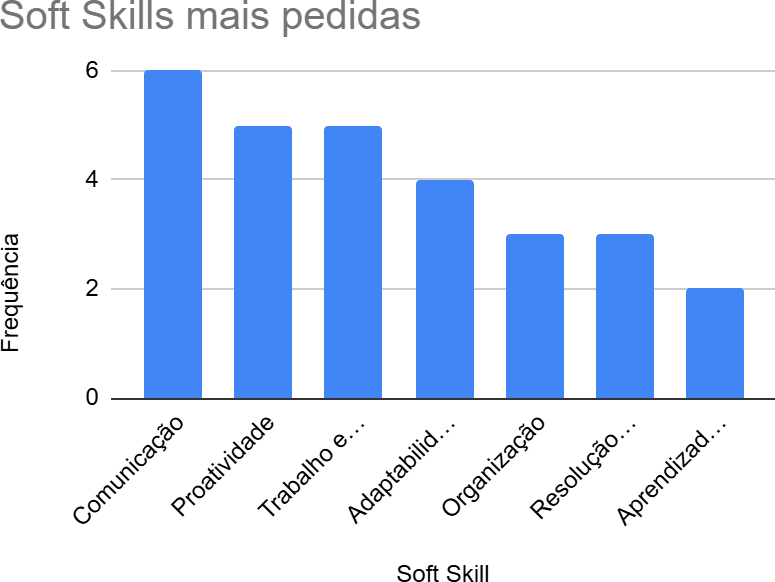 Soft Skills mais pedidas
6
4
2
0
Frequência
Comunicação
Proatividade
Trabalho e…
Adaptabilid…
Organização
Resolução…
Aprendizad…
Soft Skill